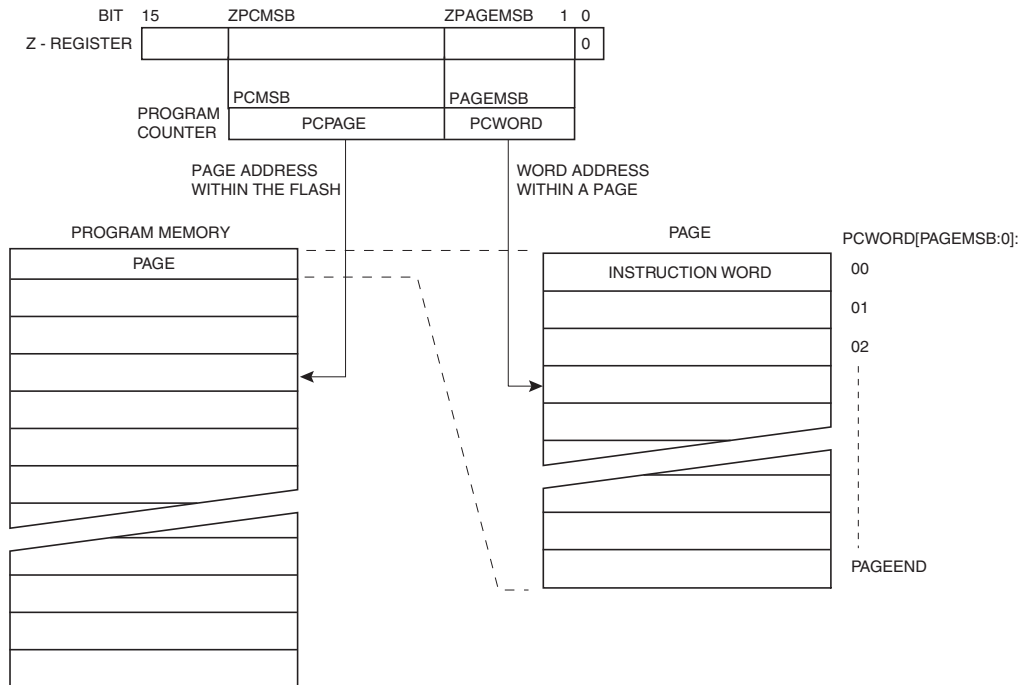 BIT 15 ZPCMSB ZPAGEMSB 1 0
Z - REGISTER 0
PCMSB PAGEMSB
PROGRAM
COUNTER
PCPAGE PCWORD
PAGE ADDRESS
WITHIN THE FLASH
WORD ADDRESS
WITHIN A PAGE
PROGRAM MEMORY
PAGE
PAGE
PCWORD[PAGEMSB:0]:
INSTRUCTION WORD
00
01
02
PAGEEND